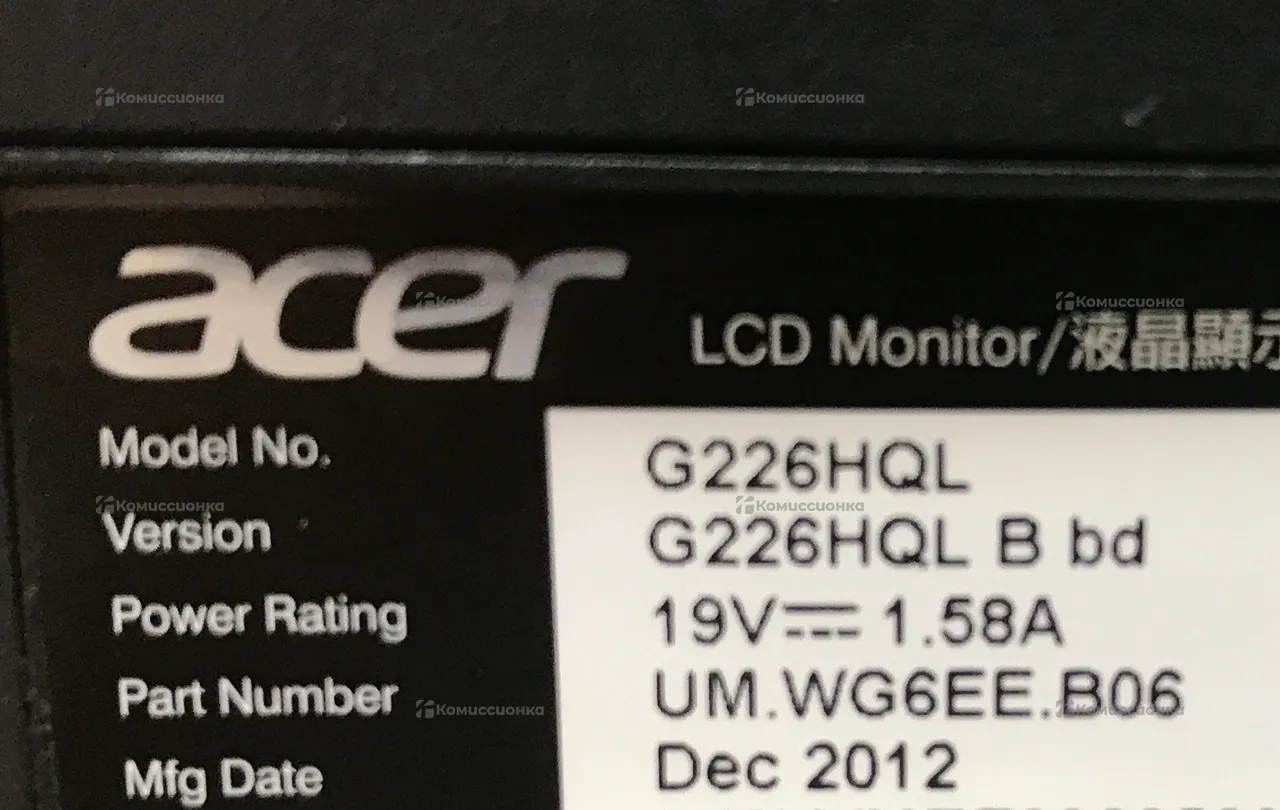 Комиссионка Комиссионка
acer
Комиссионка
LCD Monitor/液晶顯示
Model No. G226HQL
Комиссионка Комиссионка
Version G226HQL B bd
Power Rating 19V⎓1.58A
Part Number UM.WG6EE.B06
Комиссионка
Mfg Date Dec 2012